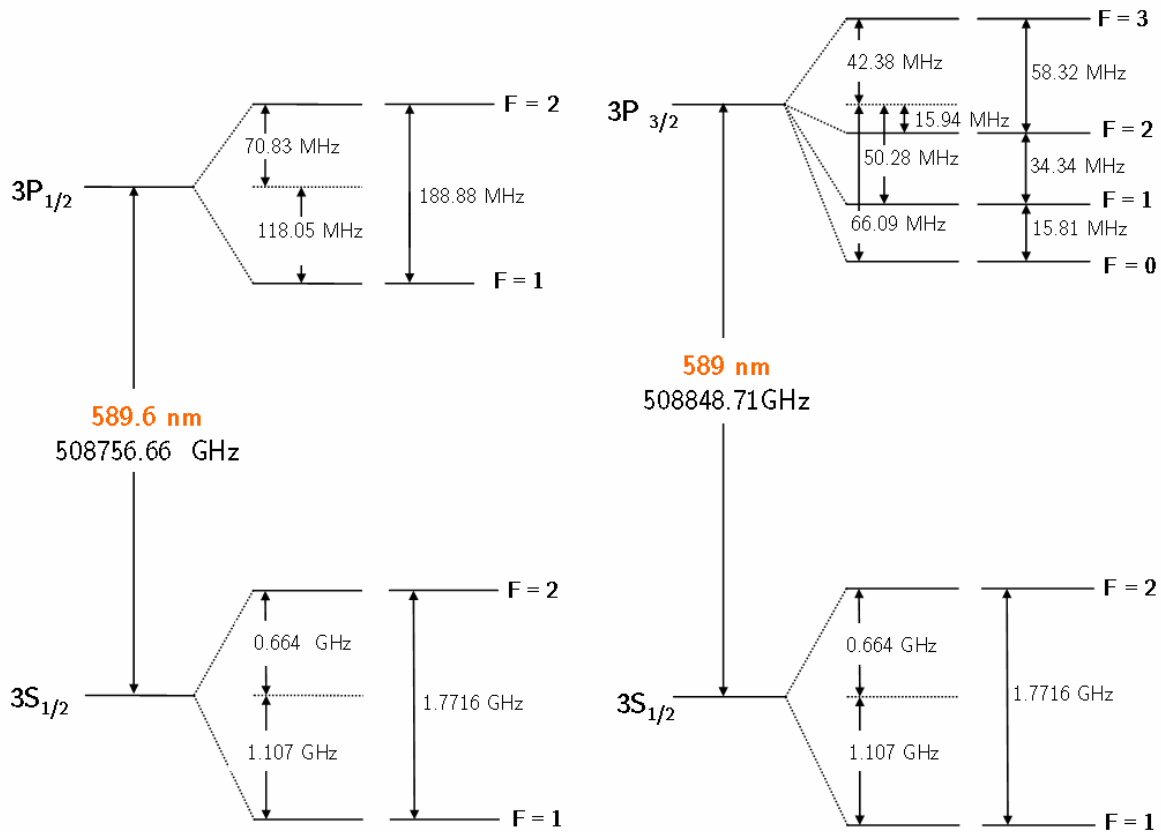 F = 2
70.83 MHz
3P1/2
188.88 MHz
118.05 MHz
F = 1
589.6 nm
508756.66 GHz
F = 2
0.664 GHz
3S1/2
1.7716 GHz
1.107 GHz
F = 1
F = 3
42.38 MHz
58.32 MHz
3P 3/2
15.94 MHz
F = 2
50.28 MHz
34.34 MHz
F = 1
66.09 MHz
15.81 MHz
F = 0
589 nm
508848.71GHz
F = 2
0.664 GHz
3S1/2
1.7716 GHz
1.107 GHz
F = 1